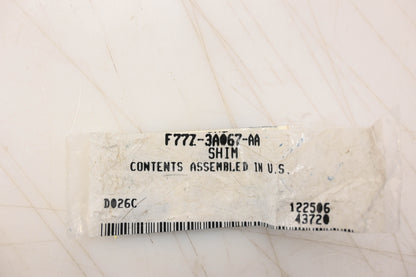 F77Z-3A067-AA
SHIM
CONTENTS ASSEMBLED IN U.S.
D026C 122506
43720